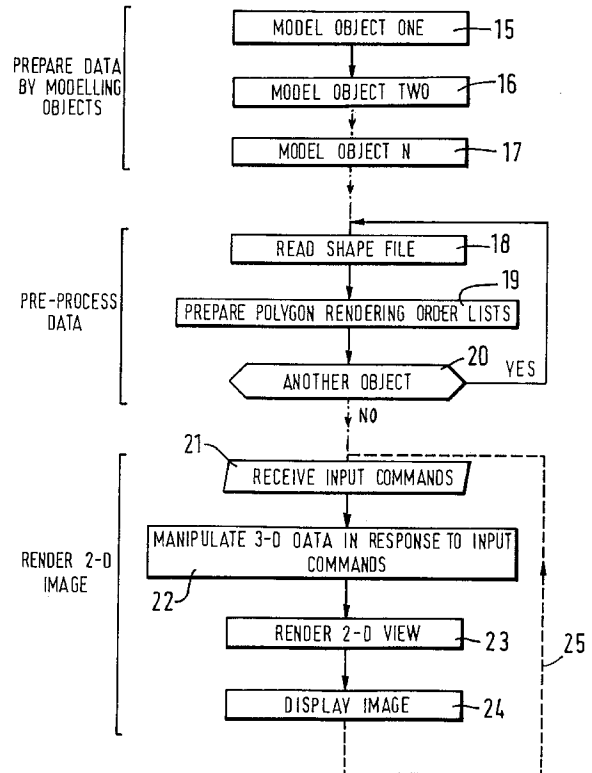 MODEL OBJECT ONE 15
PREPARE DATA
BY MODELLING
OBJECTS
MODEL OBJECT TWO 16
MODEL OBJECT N 17
READ SHAPE FILE 18
19
PREPARE POLYGON RENDERING ORDER LISTS
PRE-PROCESS
DATA
20
ANOTHER OBJECT YES
NO
21
RECEIVE INPUT COMMANDS
MANIPULATE 3-D DATA IN RESPONSE TO INPUT
COMMANDS
22
RENDER 2-D
IMAGE
RENDER 2-D VIEW 23
25
DISPLAY IMAGE 24